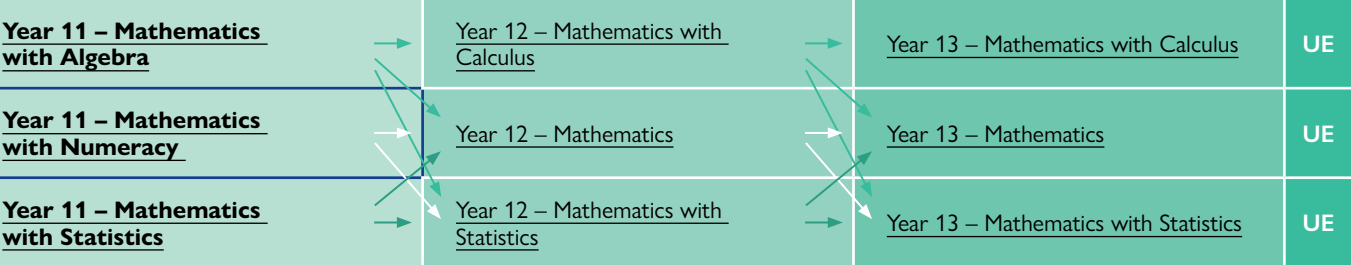 Year 11 – Mathematics
with Algebra
Year 12 – Mathematics with
Calculus
Year 13 – Mathematics with Calculus
UE
Year 11 – Mathematics
with Numeracy
Year 12 – Mathematics
Year 13 – Mathematics
UE
Year 11 – Mathematics
with Statistics
Year 12 – Mathematics with
Statistics
Year 13 – Mathematics with Statistics
UE